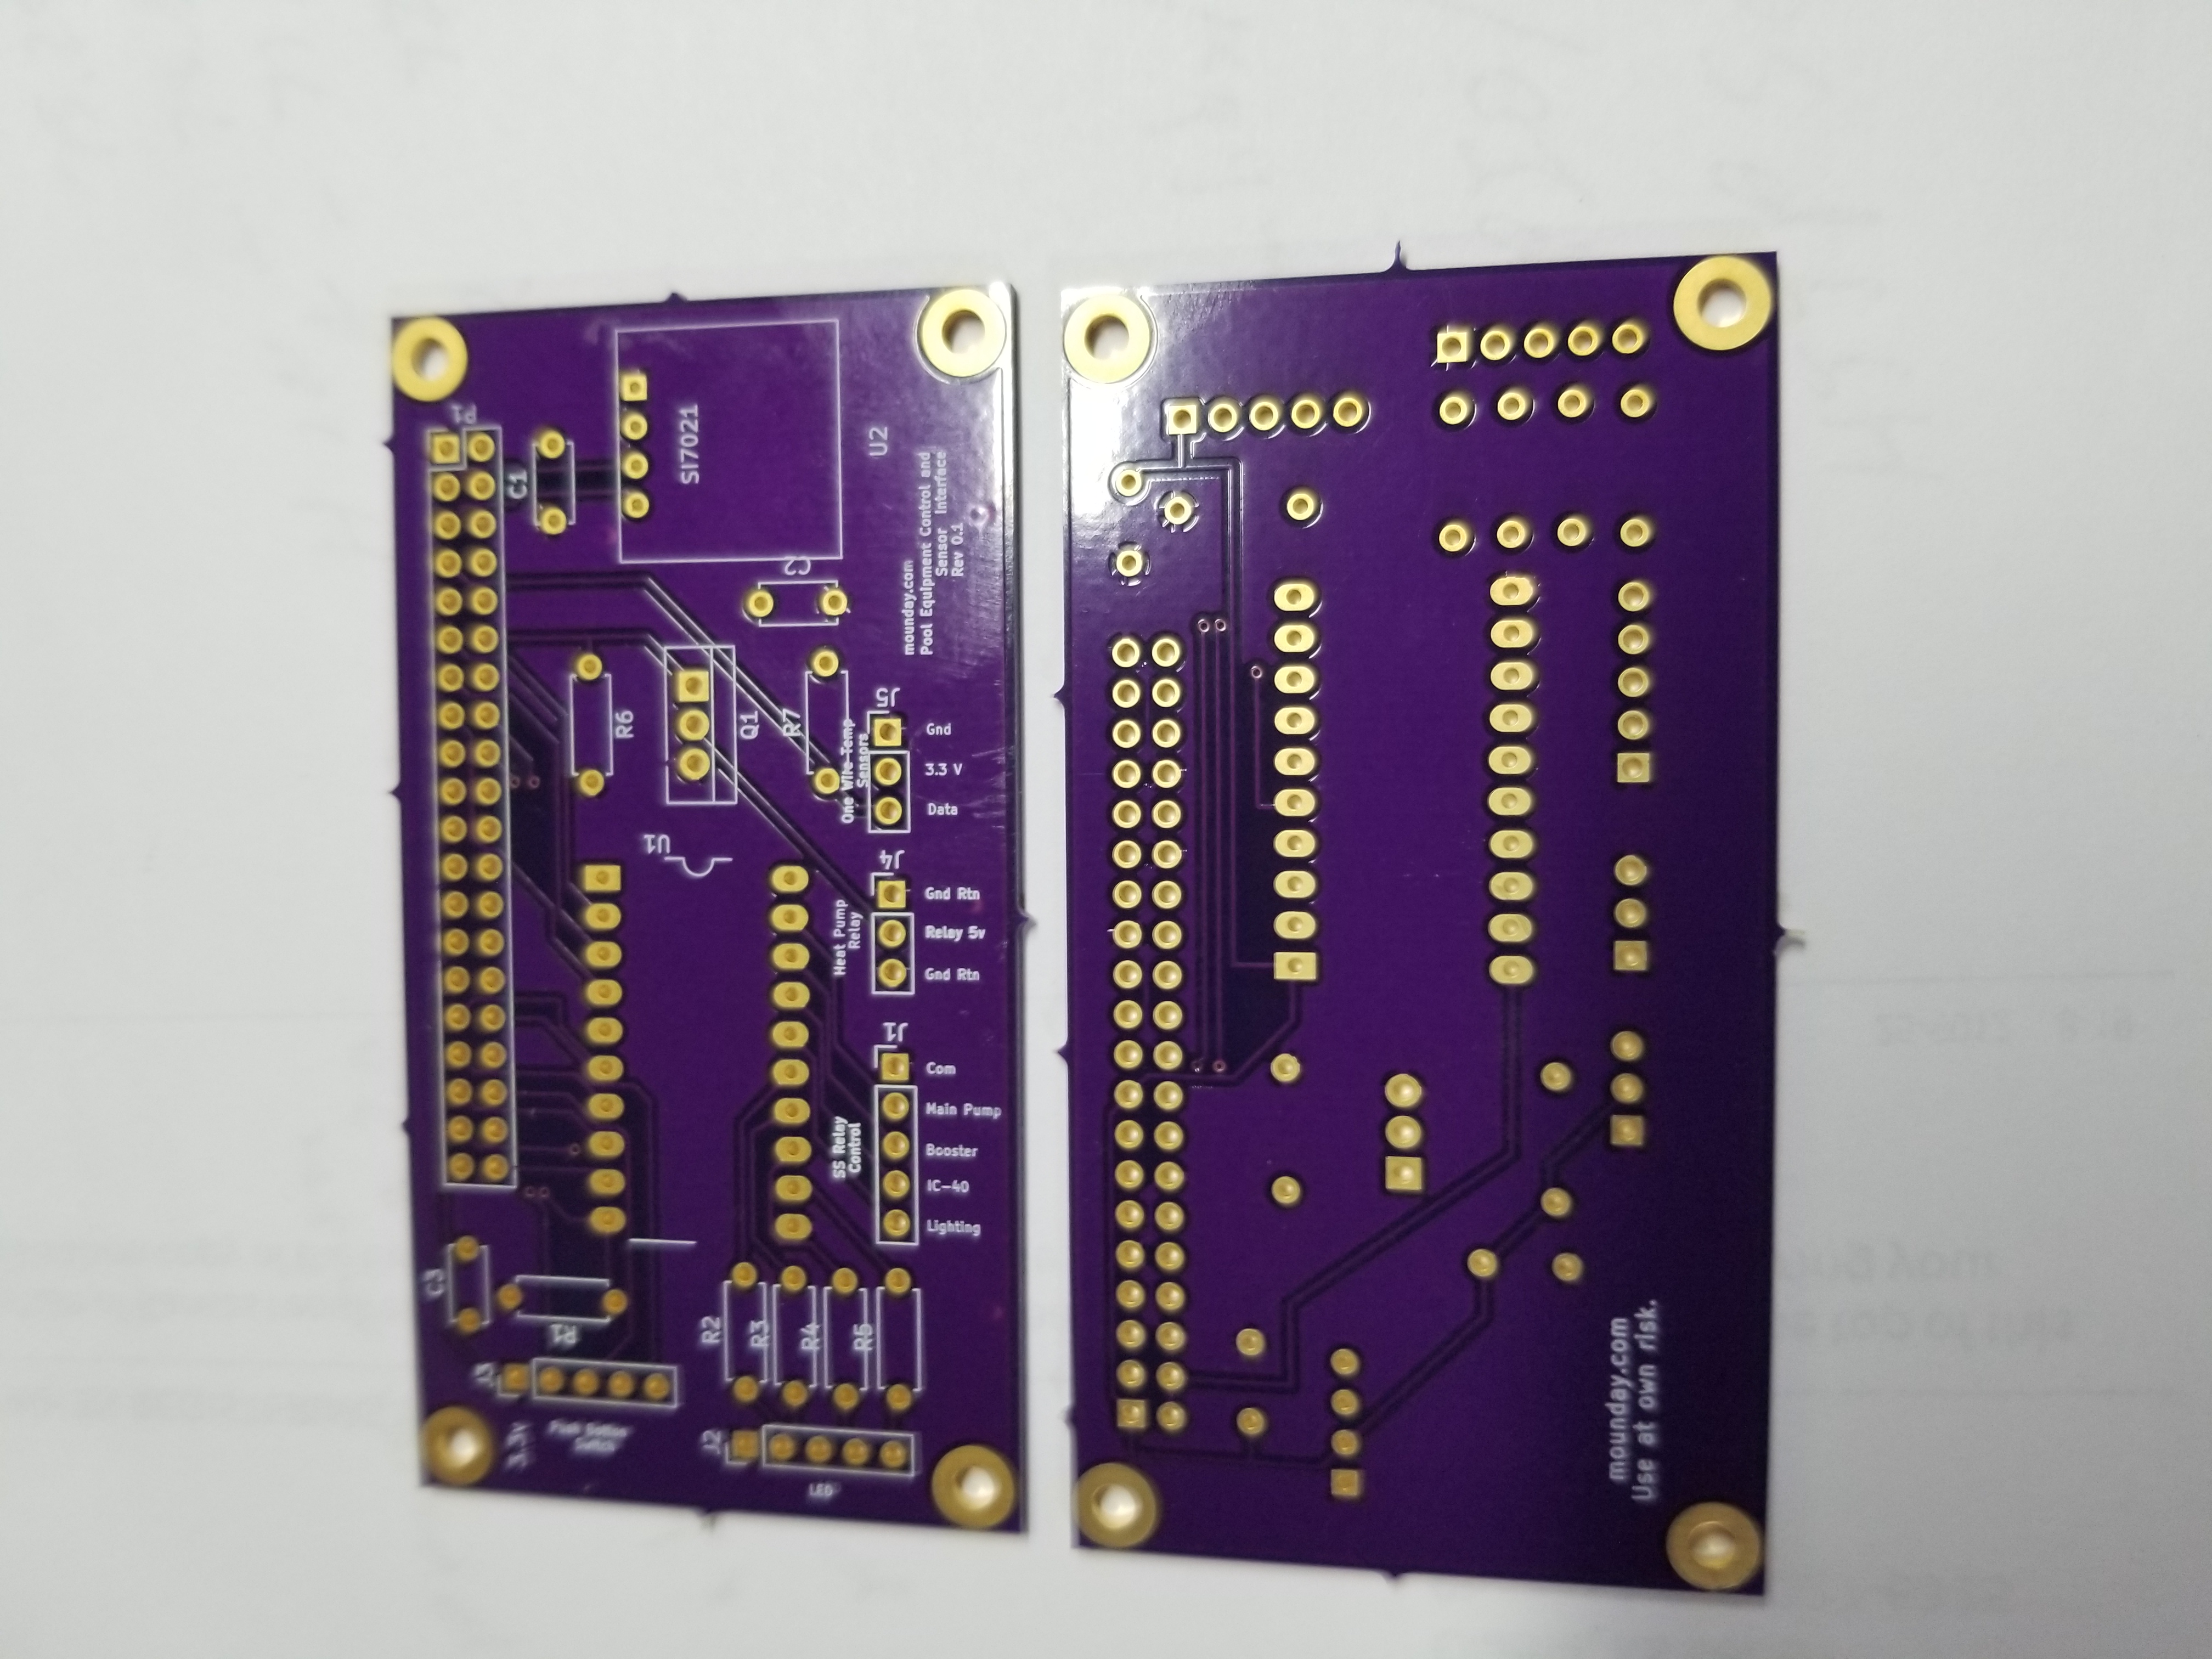 C3
P1
J3
3.3v
C1
R1
R6
U1
SI7021
J2
R2
Q1
R3
C2
R7
R4
LED
SS Relay
Control
Heat Pump
Relay
One Wire Temp
Sensors
R5
J1
J4
J5
U2
Lighting
IC-40
Booster
Main Pump
Com
Gnd Rtn
Relay 5v
Gnd Rtn
Data
3.3 V
Gnd
mounday.com
Pool Equipment Control and
Sensor Interface
Rev 0.1
mounday.com
Use at own risk.